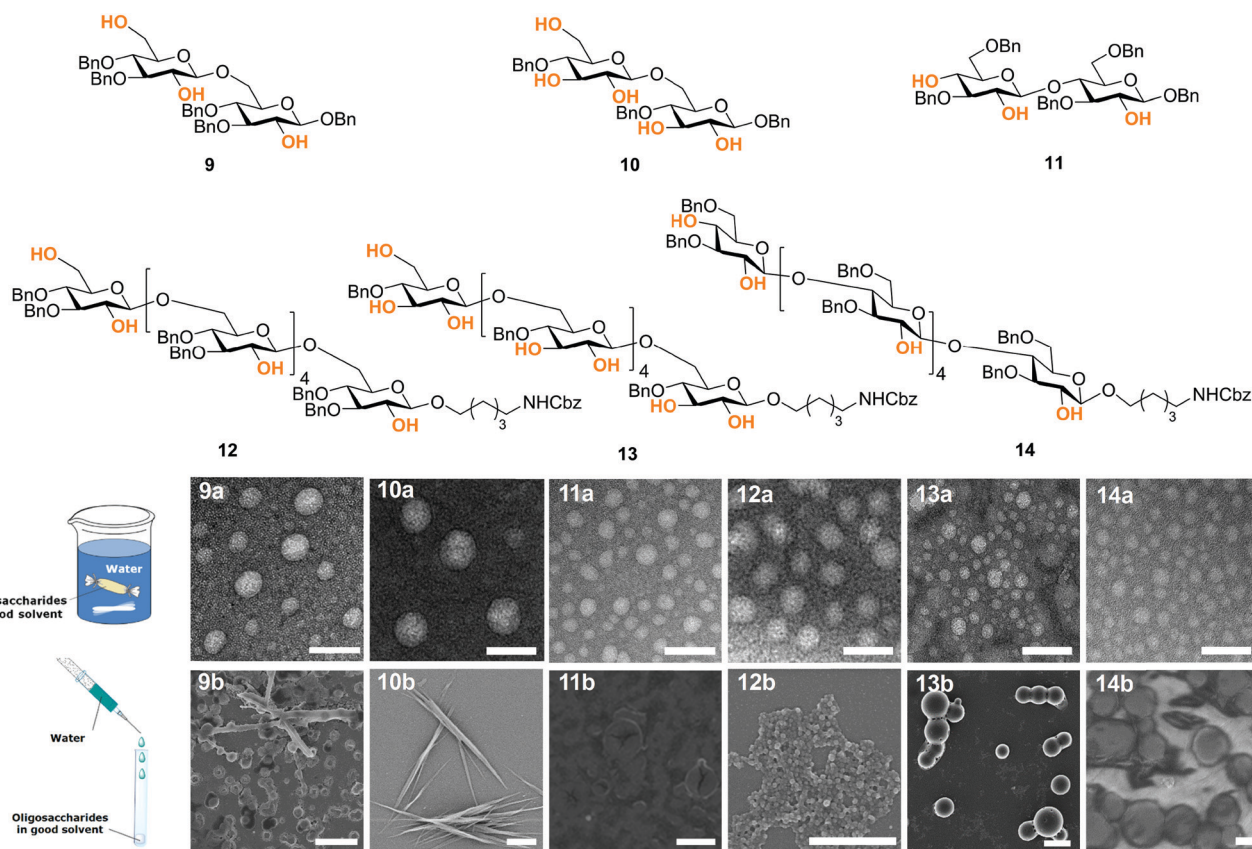 HO
BnO
BnO
O
OH
O
BnO
BnO
O
OBn
OH
9
HO
BnO
HO
O
OH
O
BnO
HO
O
OBn
OH
10
OBn
HO
BnO
O
OH
O
OBn
BnO
O
OBn
OH
11
HO
BnO
BnO
O
OH
O
BnO
BnO
O
OH
4
O
BnO
BnO
O
OH
O
3
NHCbz
12
HO
BnO
HO
O
OH
O
BnO
HO
O
OH
4
O
BnO
HO
O
OH
O
3
NHCbz
13
BnO
HO
BnO
O
OH
O
BnO
BnO
O
OH
4
O
BnO
BnO
O
OH
O
3
NHCbz
14
Water
saccharides
od solvent
9a
10a
11a
12a
13a
14a
Water
Oligosaccharides
in good solvent
9b
10b
11b
12b
13b
14b